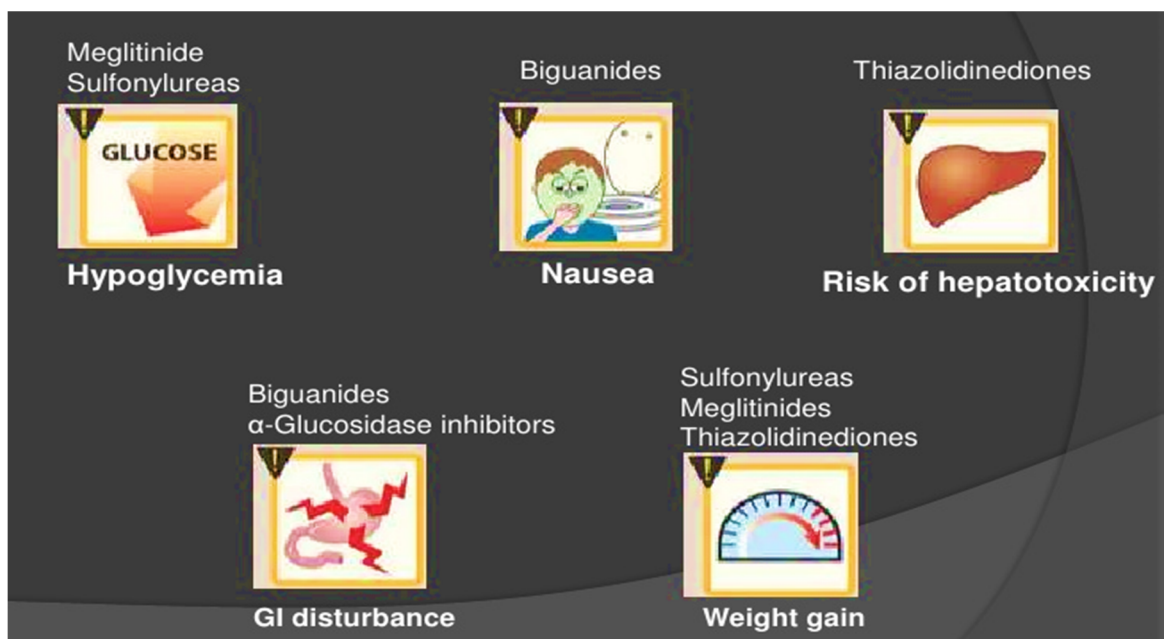 Meglitinide
Sulfonylureas
GLUCOSE
Hypoglycemia
Biguanides
Nausea
Thiazolidinediones
Risk of hepatotoxicity
Biguanides
α-Glucosidase inhibitors
GI disturbance
Sulfonylureas
Meglitinides
Thiazolidinediones
Weight gain